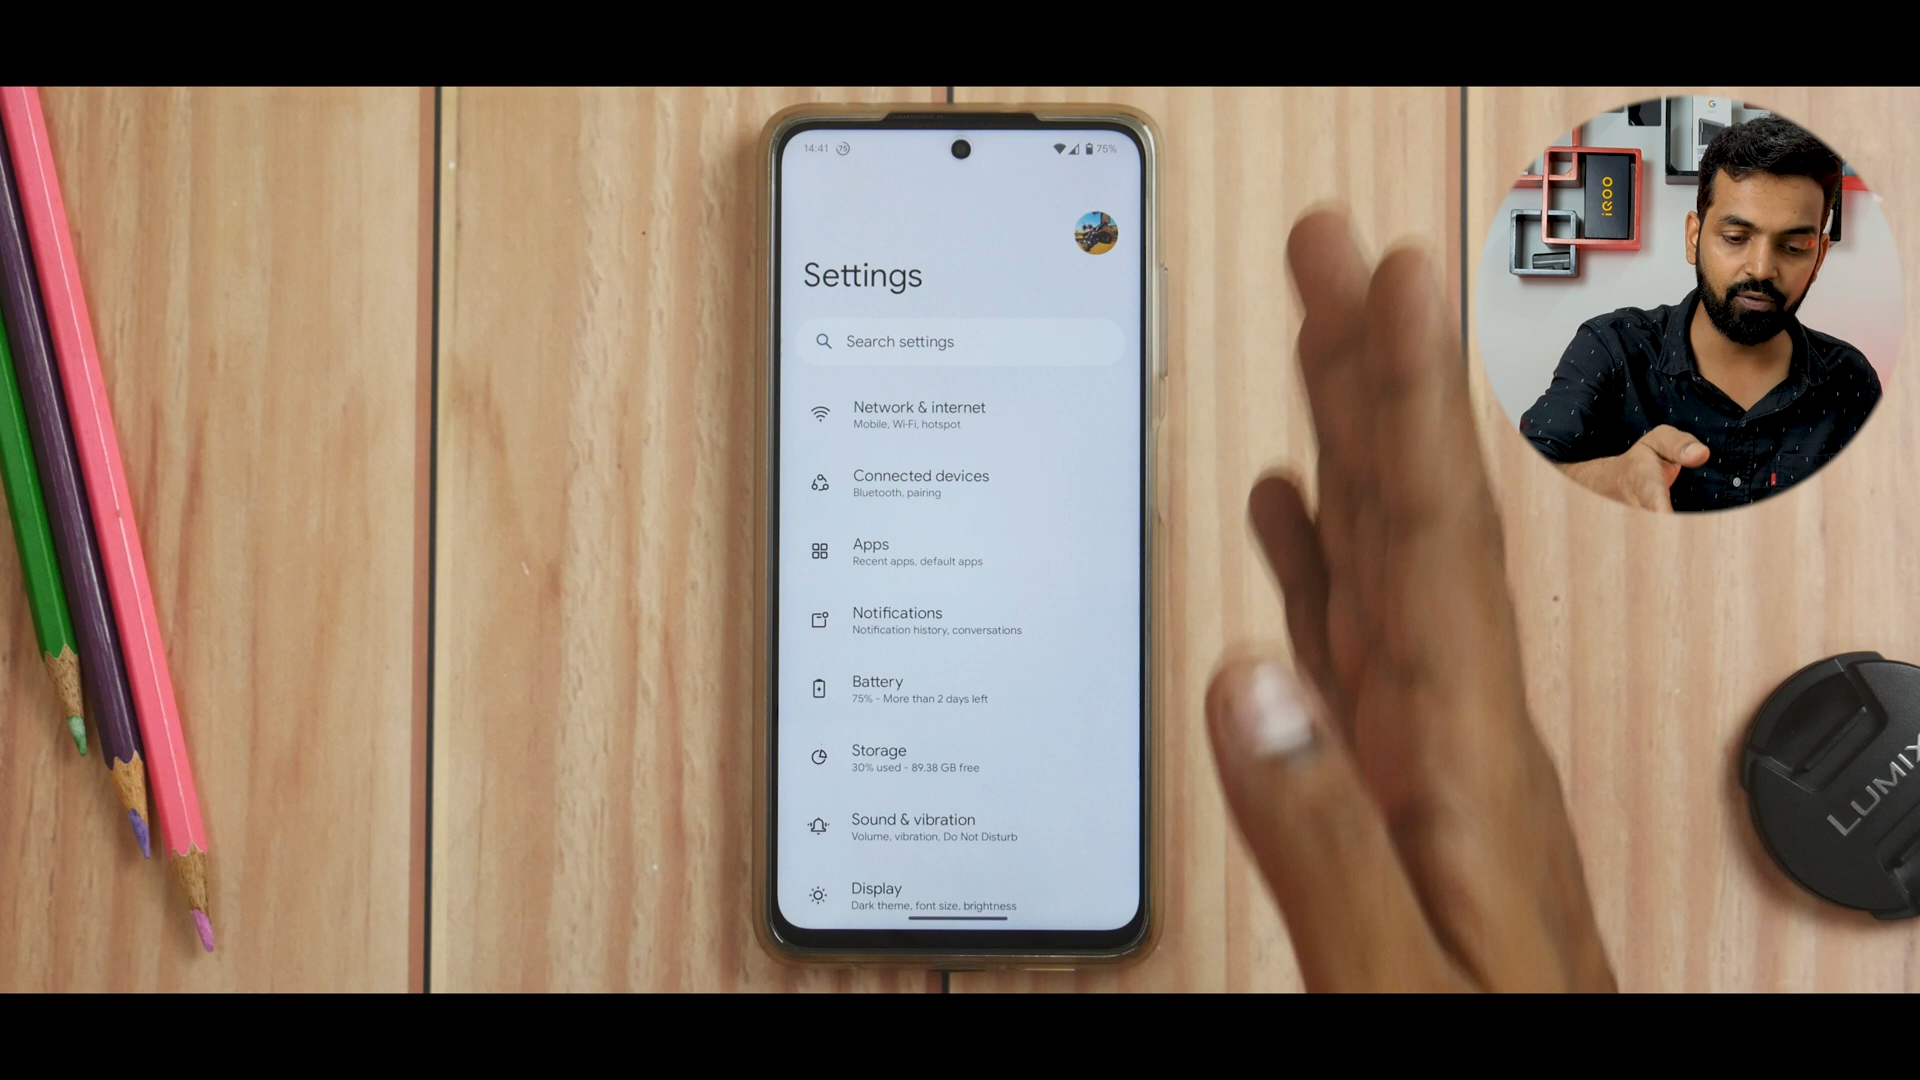 14:41 75 75%
Settings
Search settings
Network & internet
Mobile, Wi-Fi, hotspot
Connected devices
Bluetooth, pairing
Apps
Recent apps, default apps
Notifications
Notification history, conversations
Battery
75% - More than 2 days left
Storage
30% used - 89.38 GB free
Sound & vibration
Volume, vibration, Do Not Disturb
Display
Dark theme, font size, brightness
iQOO
G
LUMIX